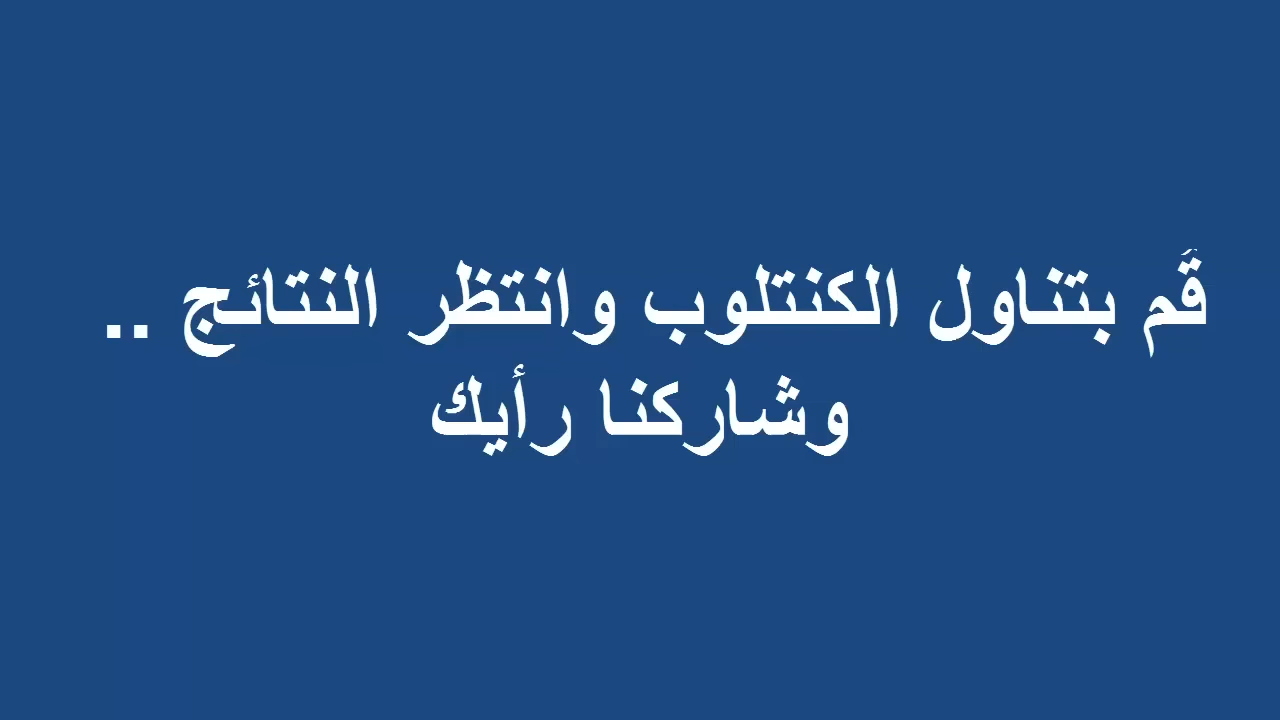 قَم بتناول الكنتلوب وانتظر النتائج ..
وشاركنا رأيك